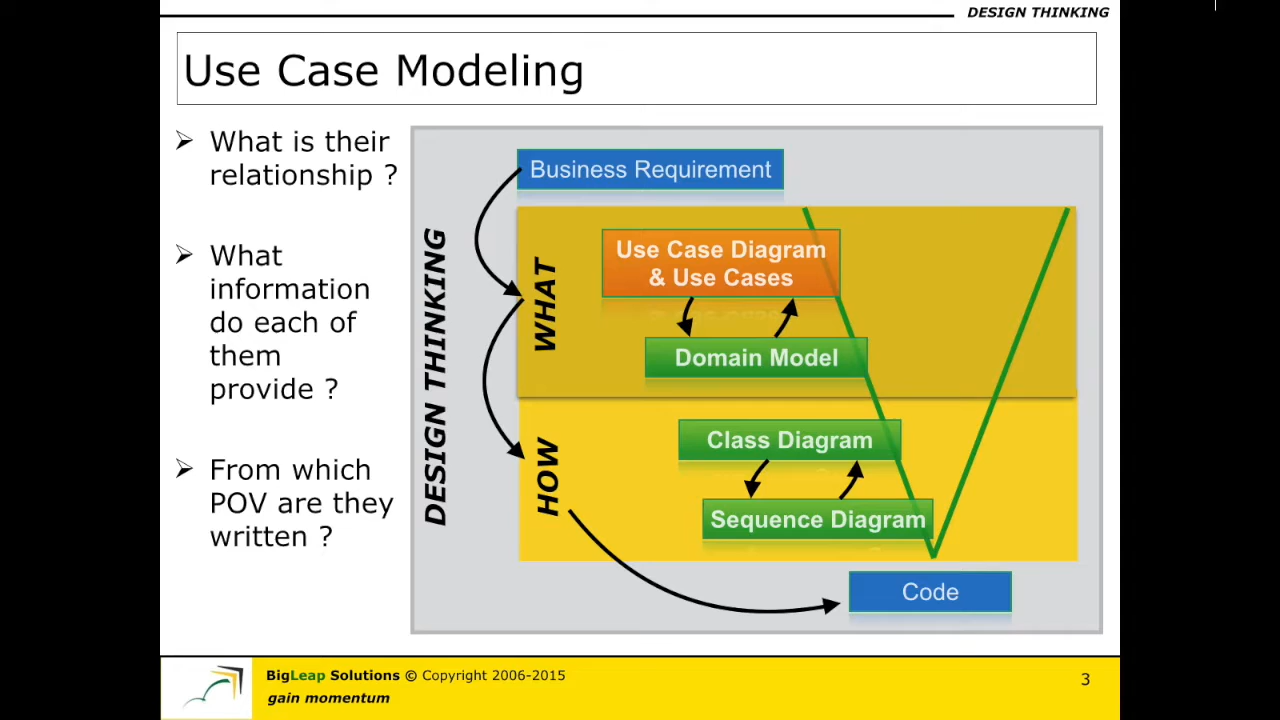 DESIGN THINKING
Use Case Modeling
What is their
relationship ?
What
information
do each of
them
provide ?
From which
POV are they
written ?
DESIGN THINKING
Business Requirement
WHAT
Use Case Diagram
& Use Cases
Domain Model
HOW
Class Diagram
Sequence Diagram
Code
BigLeap Solutions © Copyright 2006-2015
gain momentum
3